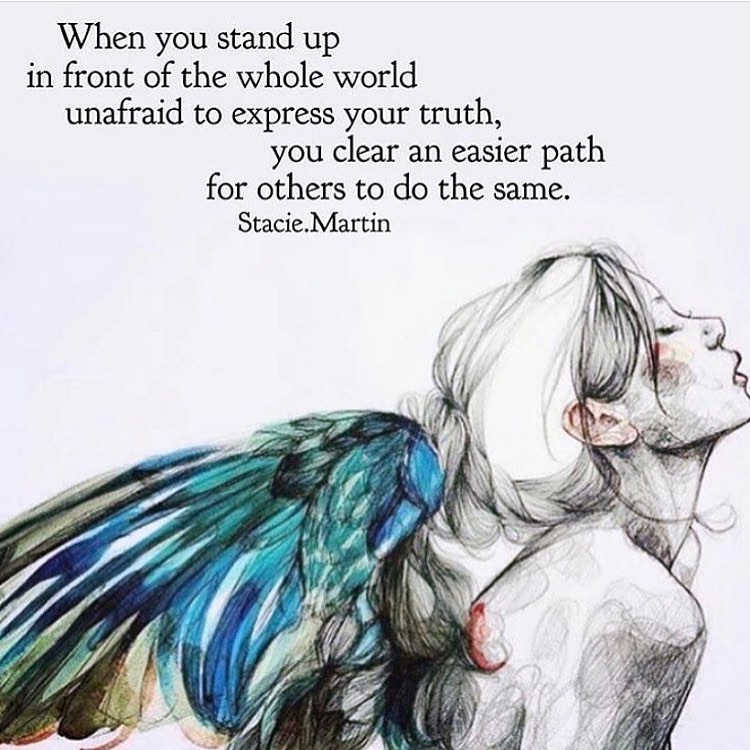 When you stand up
in front of the whole world
unafraid to express your truth,
you clear an easier path
for others to do the same.
Stacie.Martin